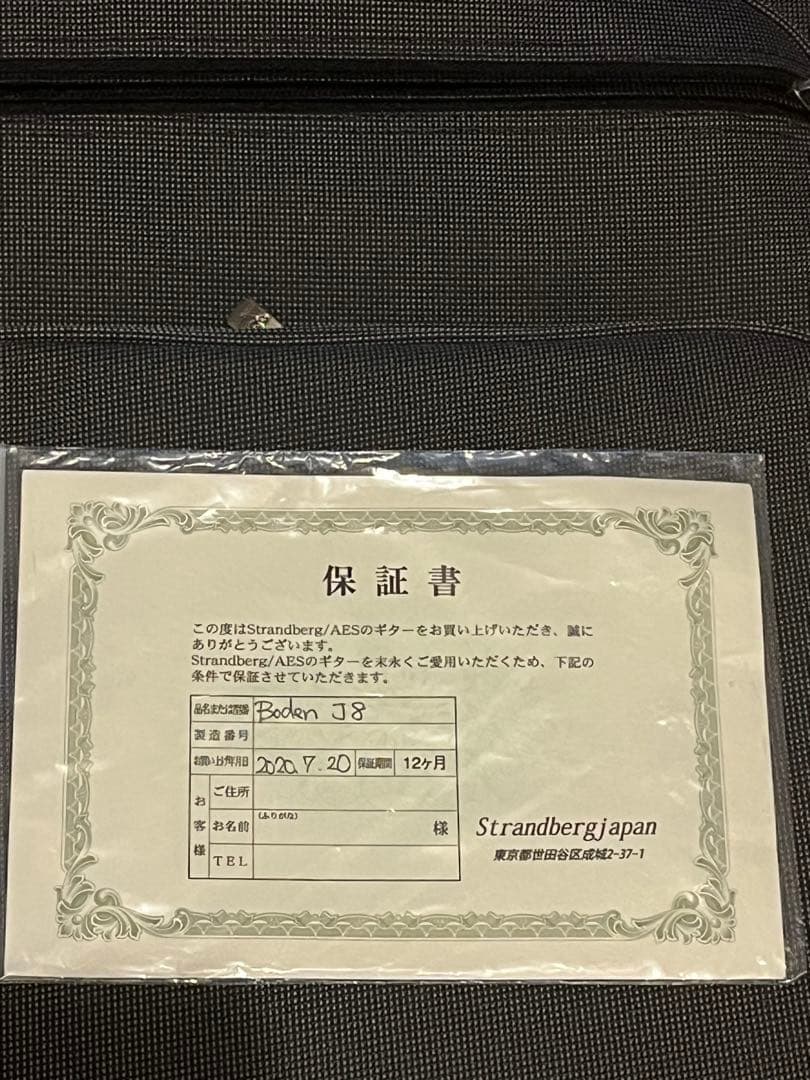 保証書
この度はStrandberg/AESのギターをお買い上げいただき、誠に
ありがとうございます。
Strandberg/AESのギターを末永くご愛用いただくため、下記の
条件で保証させていただきます。
品名または型番 Boden J8
製造番号
お買い上げ年月日 2020.7.20 保証期間 12ヶ月
お客様
ご住所
お名前 (ふりがな) 様
TEL
Strandbergjapan
東京都世田谷区成城2-37-1